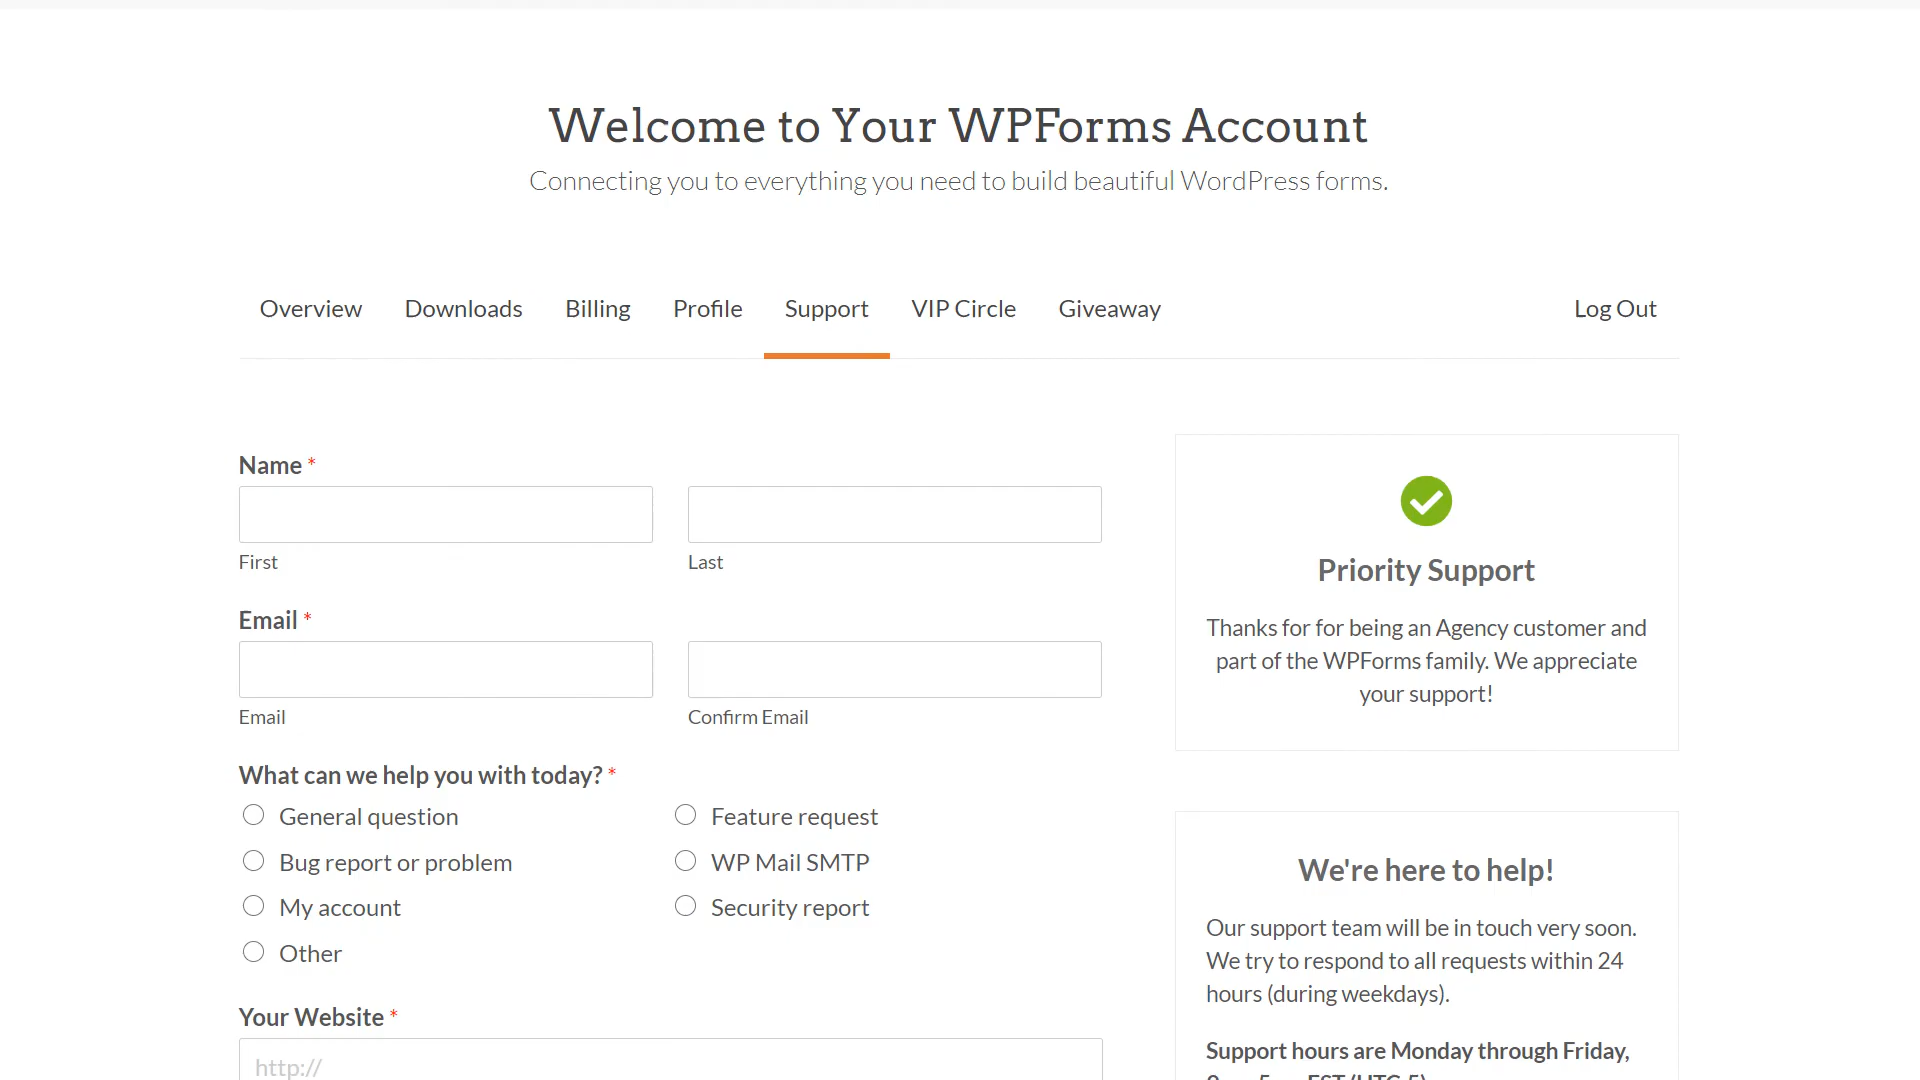 Welcome to Your WPForms Account
Connecting you to everything you need to build beautiful WordPress forms.
Overview Downloads Billing Profile Support VIP Circle Giveaway Log Out
Name *
First Last
Email *
Email Confirm Email
What can we help you with today? *
General question Feature request
Bug report or problem WP Mail SMTP
My account Security report
Other
Your Website *
http://
Priority Support
Thanks for for being an Agency customer and
part of the WPForms family. We appreciate
your support!
We're here to help!
Our support team will be in touch very soon.
We try to respond to all requests within 24
hours (during weekdays).
Support hours are Monday through Friday,